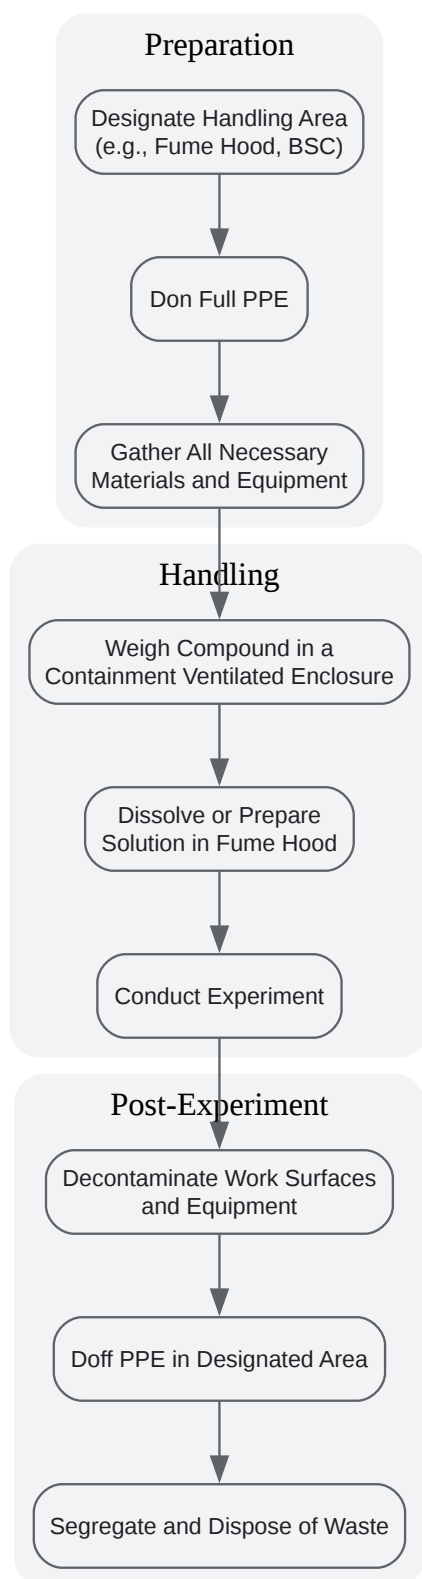 Preparation
Designate Handling Area
(e.g., Fume Hood, BSC)
Don Full PPE
Gather All Necessary
Materials and Equipment
Handling
Weigh Compound in a
Containment Ventilated Enclosure
Dissolve or Prepare
Solution in Fume Hood
Conduct Experiment
Post-Experiment
Decontaminate Work Surfaces
and Equipment
Doff PPE in Designated Area
Segregate and Dispose of Waste